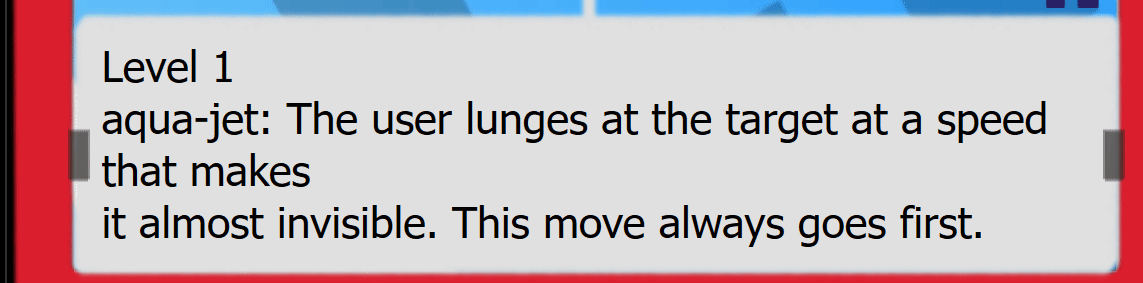 Level 1
aqua-jet: The user lunges at the target at a speed
that makes
it almost invisible. This move always goes first.